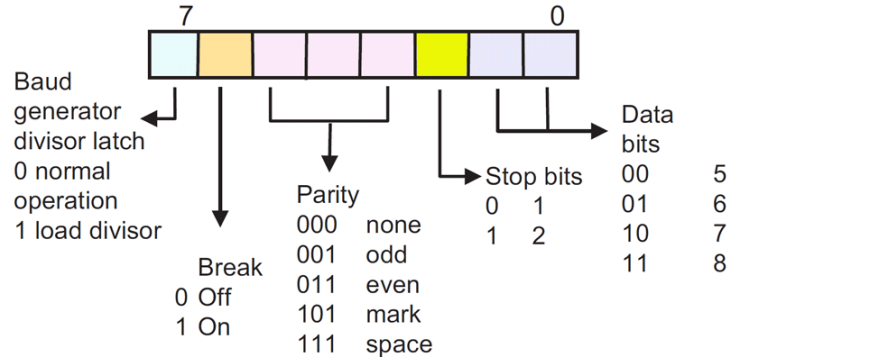 7 0
Baud
generator
divisor latch
0 normal
operation
1 load divisor
Break
0 Off
1 On
Parity
000 none
001 odd
011 even
101 mark
111 space
Stop bits
0 1
1 2
Data
bits
00 5
01 6
10 7
11 8